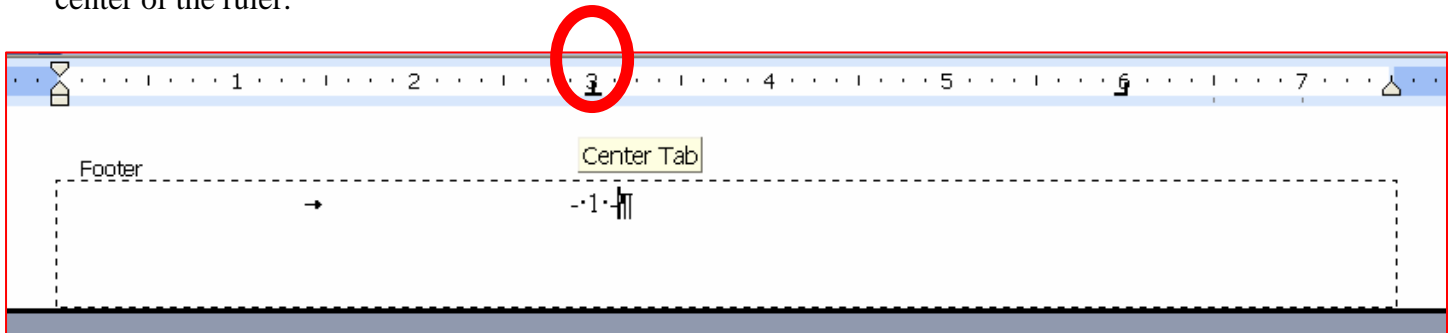 center of the ruler.
1 2 3 4 5 6 7
Center Tab
Footer
- 1 -¶